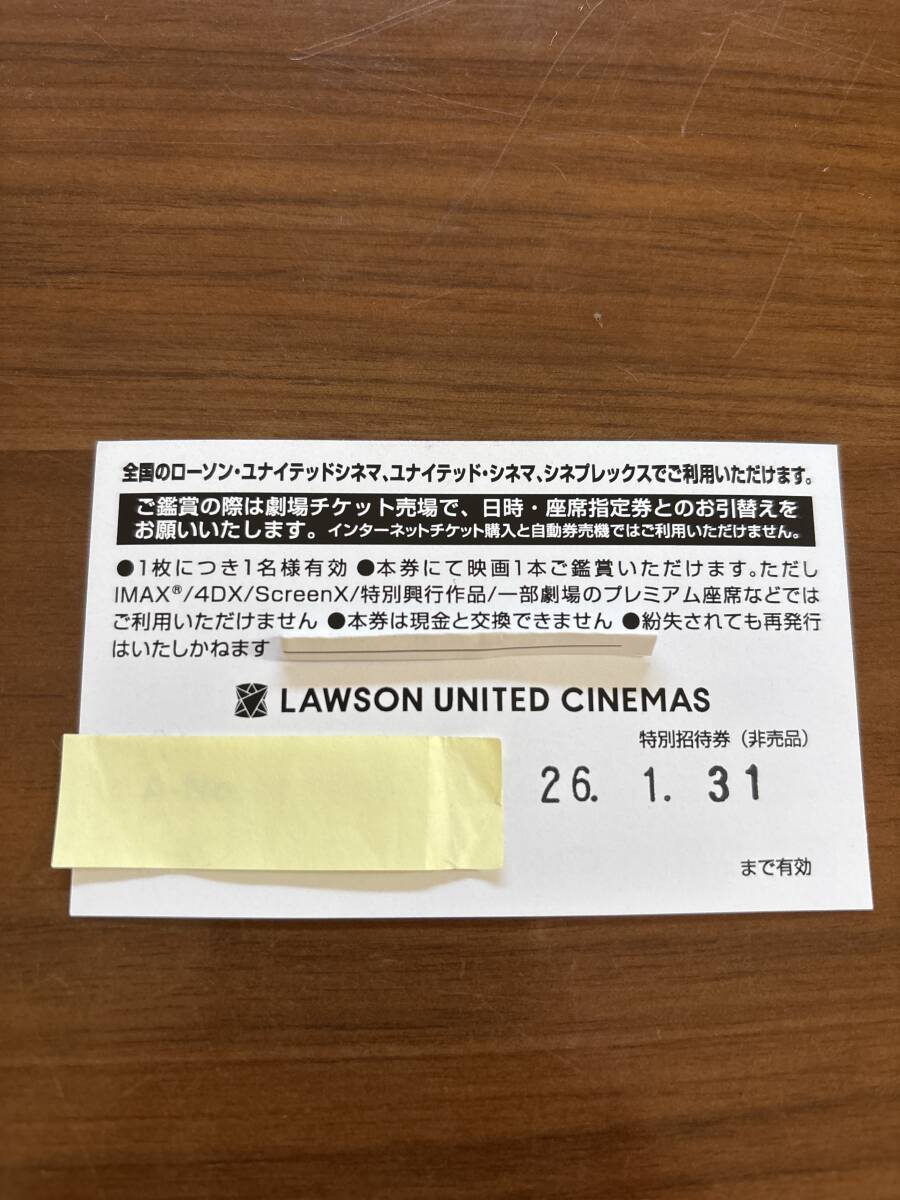 全国のローソン・ユナイテッドシネマ、ユナイテッド・シネマ、シネプレックスでご利用いただけます。
ご鑑賞の際は劇場チケット売場で、日時・座席指定券とのお引替えを
お願いいたします。インターネットチケット購入と自動券売機ではご利用いただけません。
●1枚につき1名様有効 ●本券にて映画1本ご鑑賞いただけます。ただし
IMAX®/4DX/ScreenX/特別興行作品/一部劇場のプレミアム座席などでは
ご利用いただけません ●本券は現金と交換できません ●紛失されても再発行
はいたしかねます
LAWSON UNITED CINEMAS
特別招待券（非売品）
26. 1. 31
まで有効